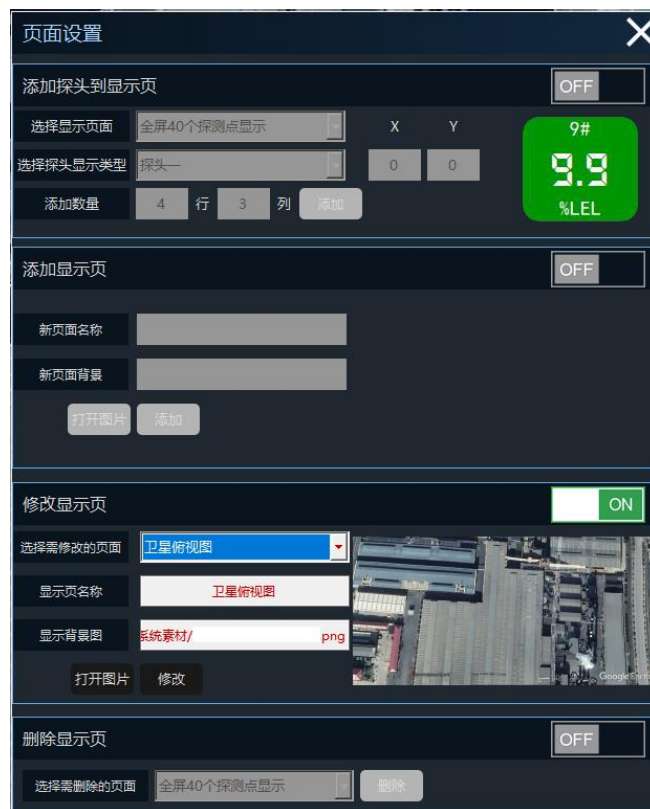 页面设置
添加探头到显示页 OFF
选择显示页面 全屏40个探测点显示 X Y 9#
选择探头显示类型 探头一 0 0 9.9
添加数量 4 行 3 列 添加 %LEL
添加显示页 OFF
新页面名称
新页面背景
打开图片 添加
修改显示页 ON
选择需修改的页面 卫星俯视图
显示页名称 卫星俯视图
显示背景图 系统素材/ png
打开图片 修改 Google Earth
删除显示页 OFF
选择需删除的页面 全屏40个探测点显示 删除